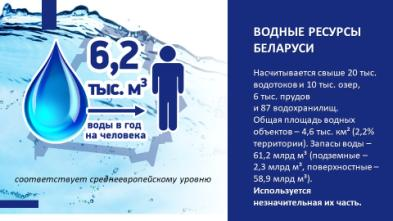 6,2
тыс. м³
воды в год
на человека
соответствует среднеевропейскому уровню
ВОДНЫЕ РЕСУРСЫ
БЕЛАРУСИ
Насчитывается свыше 20 тыс.
водотоков и 10 тыс. озер,
6 тыс. прудов
и 87 водохранилищ.
Общая площадь водных
объектов – 4,6 тыс. км² (2,2%
территории). Запасы воды –
61,2 млрд м³ (подземные –
2,3 млрд м³, поверхностные –
58,9 млрд м³).
Используется
незначительная их часть.